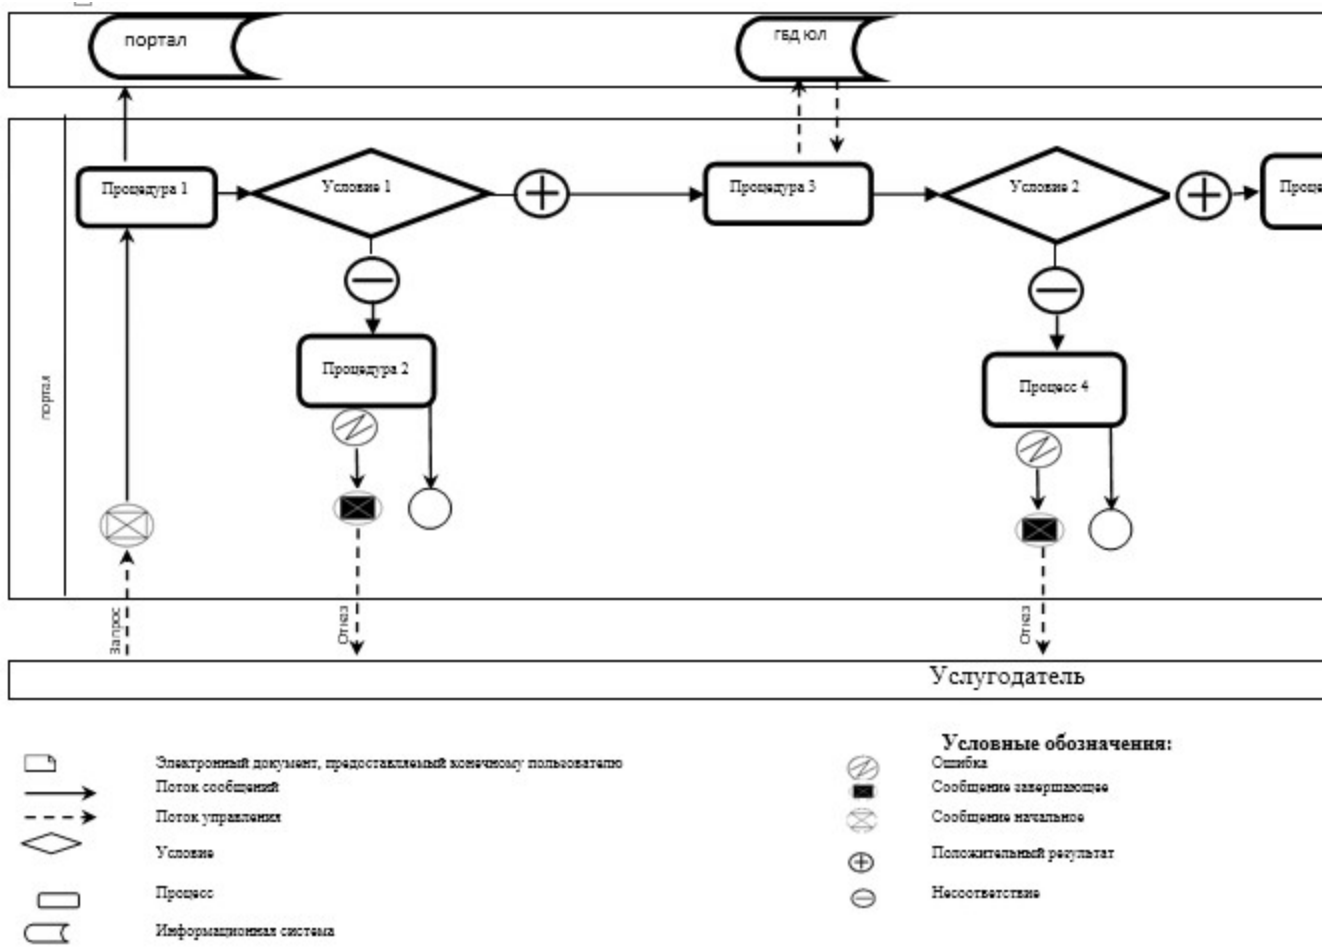 портал
ГБД ЮЛ
Процедура 1
Условие 1
Процедура 3
Условие 2
Проце
Процедура 2
Процесс 4
портал
Запрос
Отказ
Отказ
Услугодатель
Условные обозначения:
Электронный документ, предоставляемый конечному пользователю
Ошибка
Поток сообщений
Сообщение завершающее
Поток управления
Сообщение начальное
Условие
Положительный результат
Процесс
Несоответствие
Информационная система